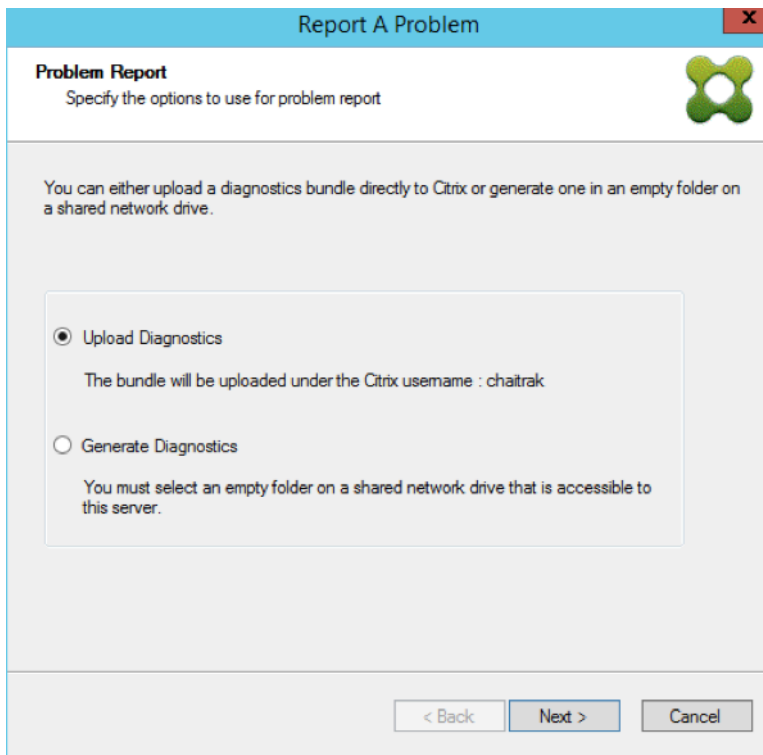 Report A Problem
x
Problem Report
Specify the options to use for problem report
You can either upload a diagnostics bundle directly to Citrix or generate one in an empty folder on
a shared network drive.
Upload Diagnostics
The bundle will be uploaded under the Citrix username : chaitrak
Generate Diagnostics
You must select an empty folder on a shared network drive that is accessible to
this server.
< Back Next > Cancel